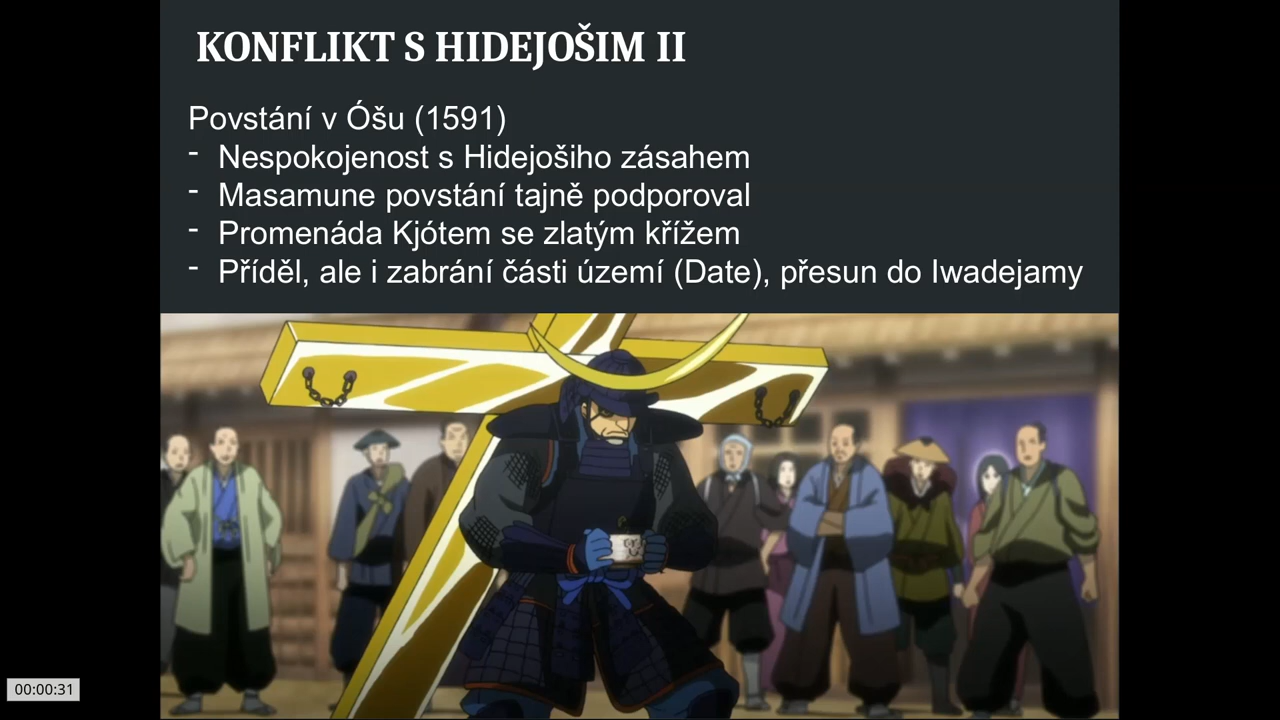 KONFLIKT S HIDEJOŠIM II
Povstání v Óšu (1591)
- Nespokojenost s Hidejošiho zásahem
- Masamune povstání tajně podporoval
- Promenáda Kjótem se zlatým křížem
- Příděl, ale i zabrání části území (Date), přesun do Iwadejamy
00:00:31